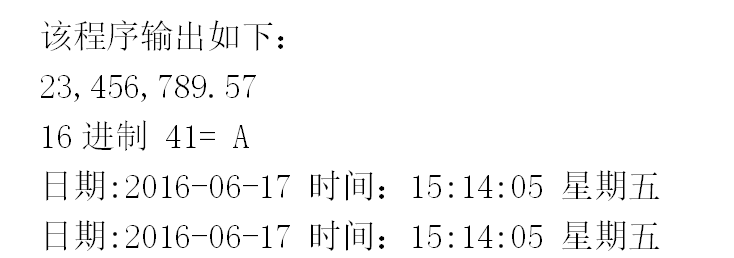 该程序输出如下：
23,456,789.57
16 进制 41= A
日期:2016-06-17 时间：15:14:05 星期五
日期:2016-06-17 时间：15:14:05 星期五